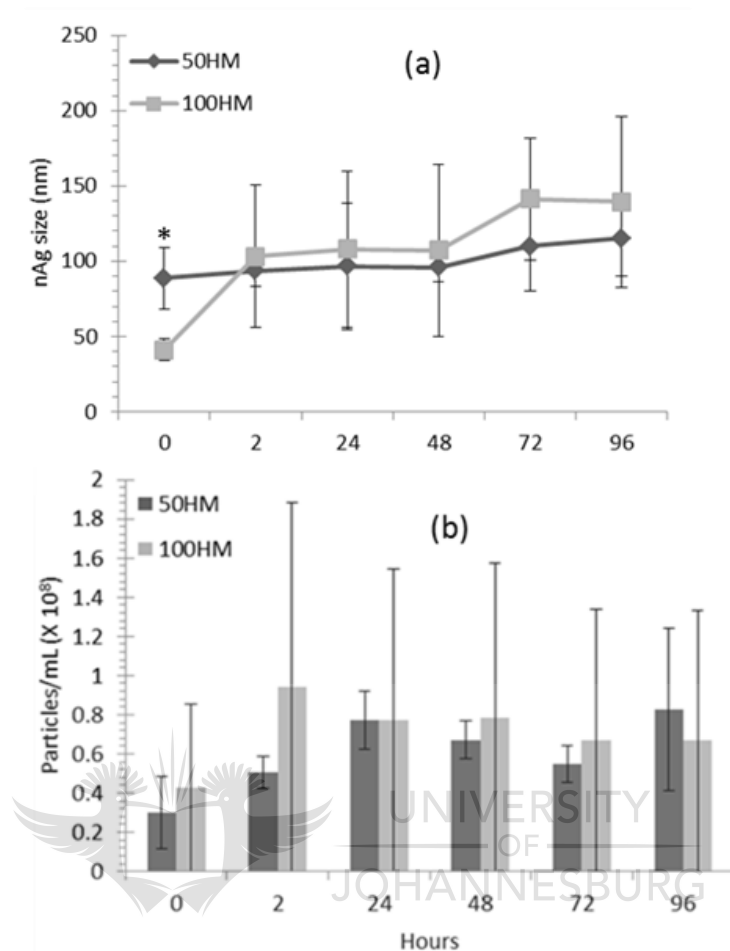 250
200
150
100
50
0
nAg size (nm)
50HM
100HM
(a)
*
0 2 24 48 72 96
2
1.8
1.6
1.4
1.2
1
0.8
0.6
0.4
0.2
0
Particles/mL (X 10⁸)
50HM
100HM
(b)
UNIVERSITY
OF
JOHANNESBURG
0 2 24 48 72 96
Hours